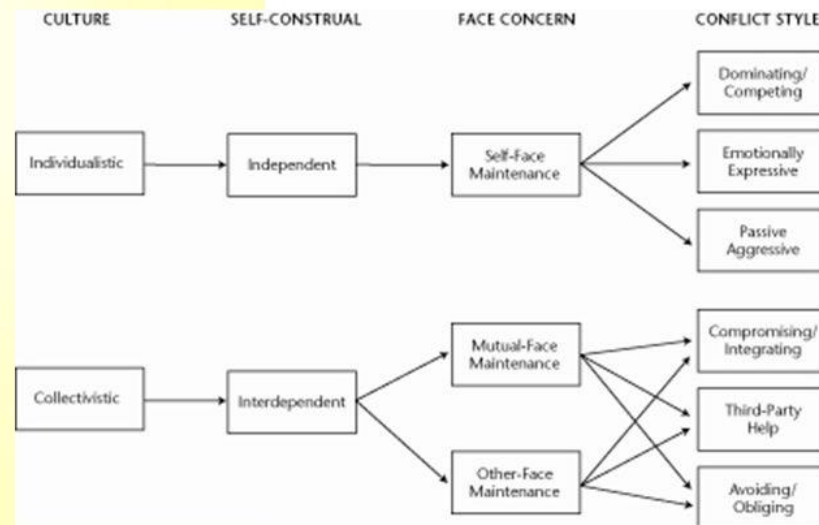 CULTURE SELF-CONSTRUAL FACE CONCERN CONFLICT STYLE
Dominating/
Competing
Individualistic
Independent
Self-Face
Maintenance
Emotionally
Expressive
Passive
Aggressive
Mutual-Face
Maintenance
Compromising/
Integrating
Collectivistic
Interdependent
Third-Party
Help
Other-Face
Maintenance
Avoiding/
Obliging